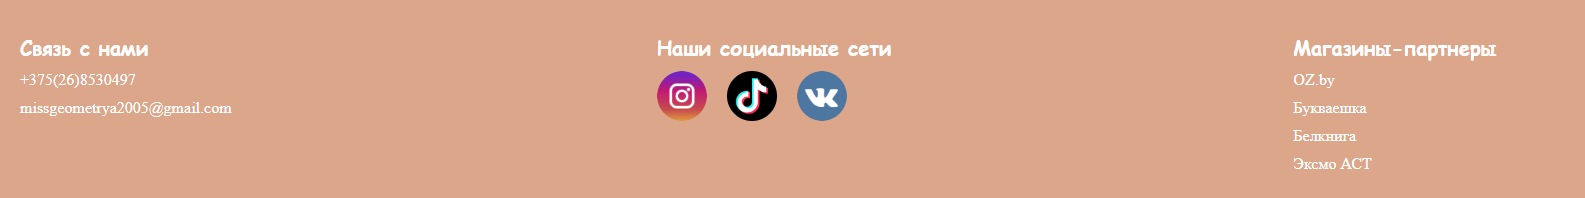 Связь с нами
+375(26)8530497
missgeometrya2005@gmail.com
Наши социальные сети
Магазины-партнеры
OZ.by
Букваешка
Белкнига
Эксмо АСТ